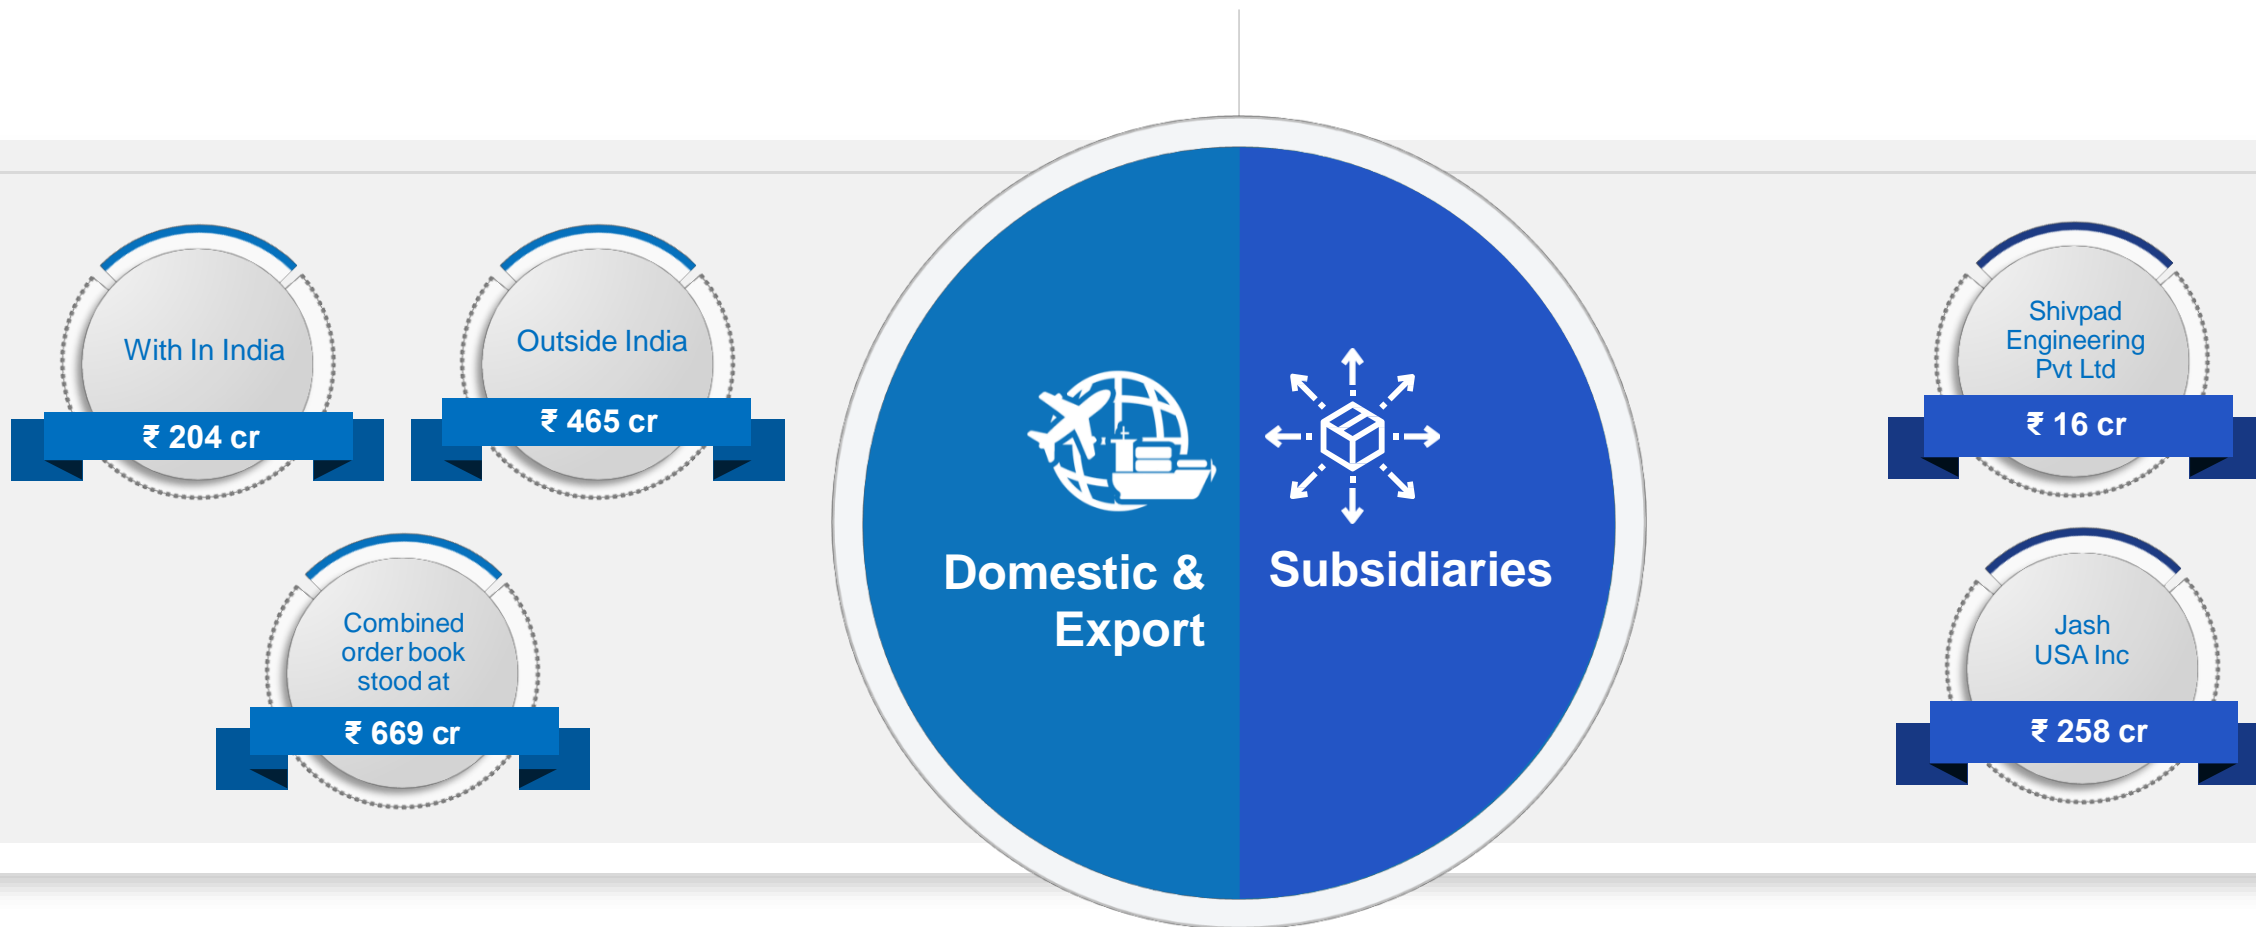 With In India
₹ 204 cr
Outside India
₹ 465 cr
Combined
order book
stood at
₹ 669 cr
Domestic &
Export
Subsidiaries
Shivpad
Engineering
Pvt Ltd
₹ 16 cr
Jash
USA Inc
₹ 258 cr